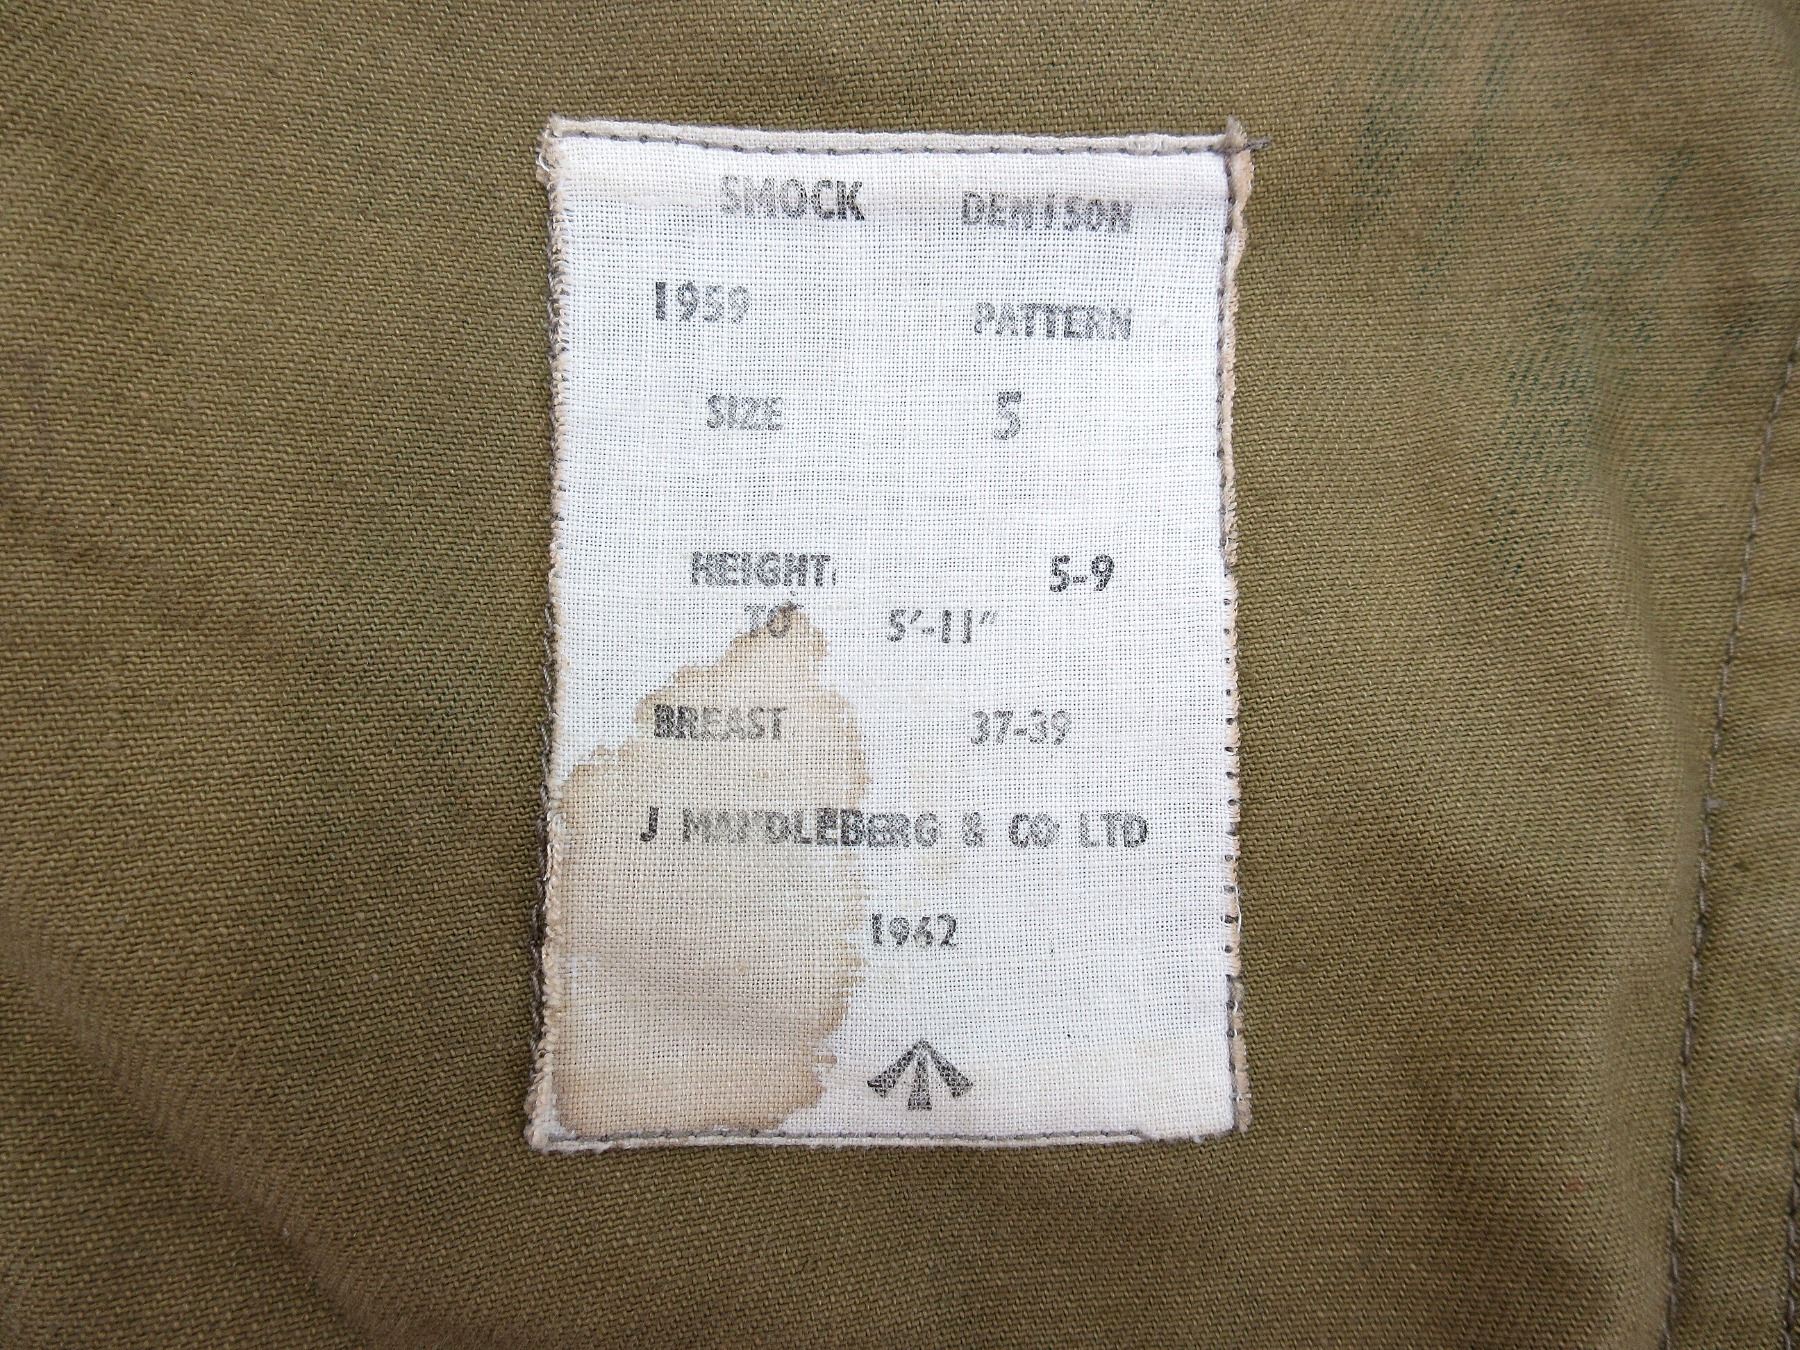 SMOCK DENISON
1959 PATTERN
SIZE 5
HEIGHT. 5-9
TO 5'-11"
BREAST 37-39
J MANDLEBERG & CO LTD
1962